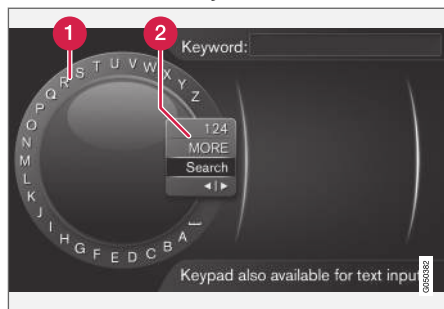 1
2
Keyword:
A B C D E F G H I J K L M N O P Q R S T U V W X Y Z
124
MORE
Search
◄|►
Keypad also available for text input
G050382